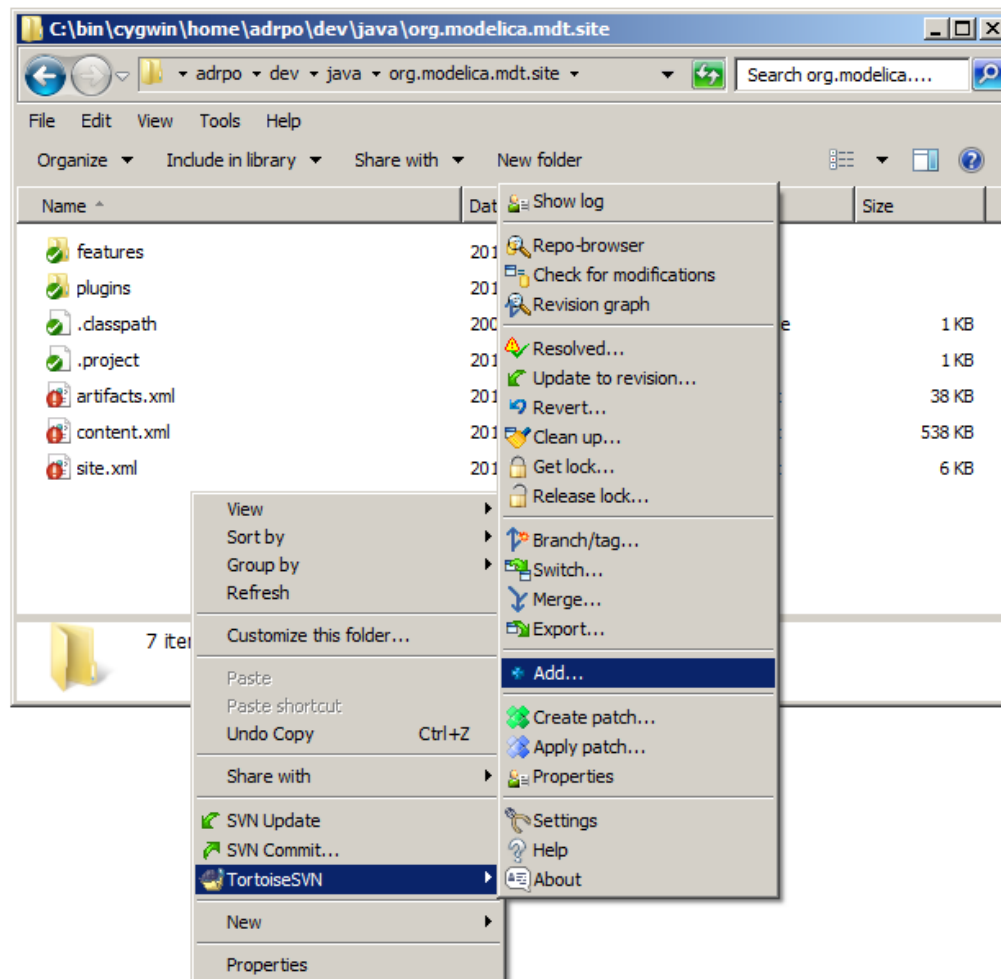 C:\bin\cygwin\home\adrpo\dev\java\org.modelica.mdt.site
adrpo dev java org.modelica.mdt.site Search org.modelica....
File Edit View Tools Help
Organize Include in library Share with New folder
Name Dat Size
features 201
plugins 201
.classpath 200 e 1 KB
.project 201 1 KB
artifacts.xml 201 38 KB
content.xml 201 538 KB
site.xml 201 6 KB
7 iter
View
Sort by
Group by
Refresh
Customize this folder...
Paste
Paste shortcut
Undo Copy Ctrl+Z
Share with
SVN Update
SVN Commit...
TortoiseSVN
New
Properties
Show log
Repo-browser
Check for modifications
Revision graph
Resolved...
Update to revision...
Revert...
Clean up...
Get lock...
Release lock...
Branch/tag...
Switch...
Merge...
Export...
Add...
Create patch...
Apply patch...
Properties
Settings
Help
About